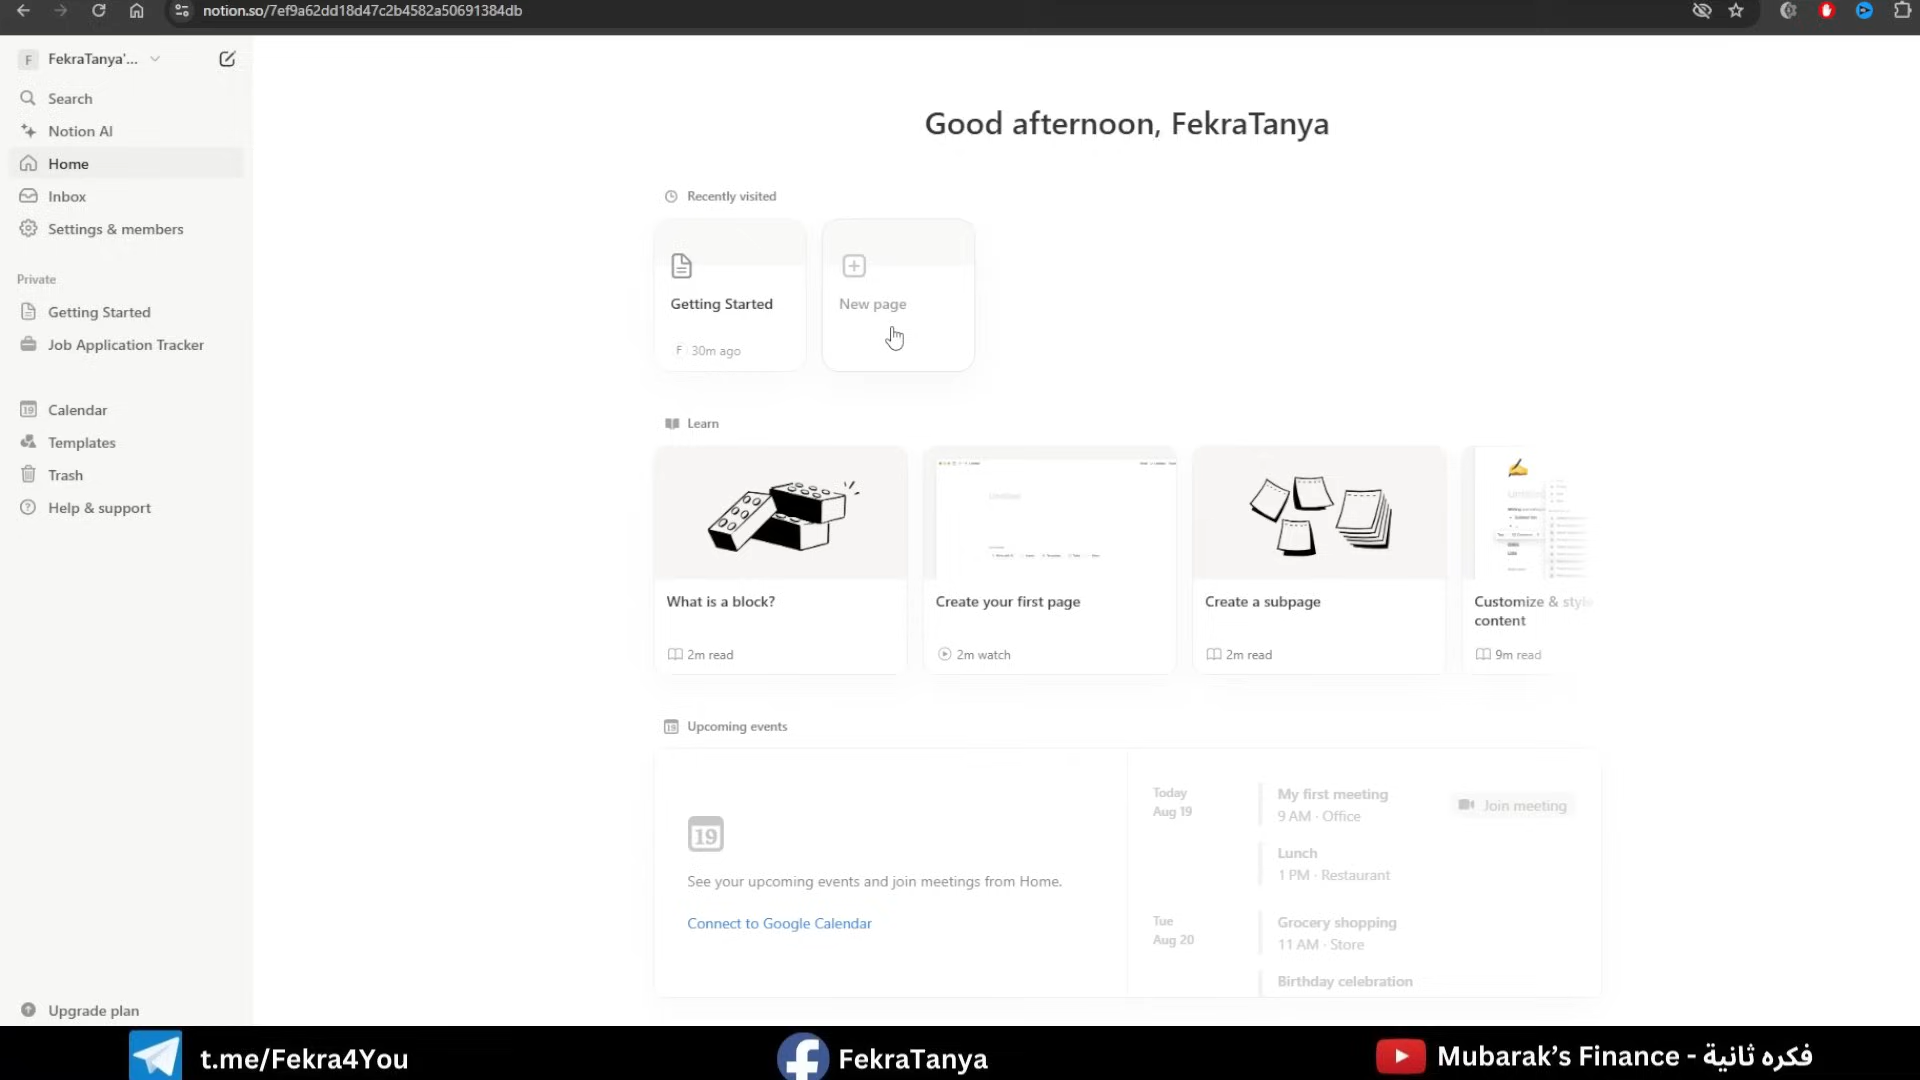 notion.so/7ef9a62dd18d47c2b4582a50691384db
F FekraTanya'...
Search
Notion AI
Home
Inbox
Settings & members
Private
Getting Started
Job Application Tracker
19 Calendar
Templates
Trash
Help & support
Upgrade plan
Good afternoon, FekraTanya
Recently visited
Getting Started
F 30m ago
New page
Learn
What is a block?
2m read
Create your first page
2m watch
Create a subpage
2m read
Customize & style
content
9m read
19 Upcoming events
19
See your upcoming events and join meetings from Home.
Connect to Google Calendar
Today
Aug 19
My first meeting
9 AM · Office
Join meeting
Lunch
1 PM · Restaurant
Tue
Aug 20
Grocery shopping
11 AM · Store
Birthday celebration
t.me/Fekra4You
FekraTanya
Mubarak's Finance - فكره ثانية